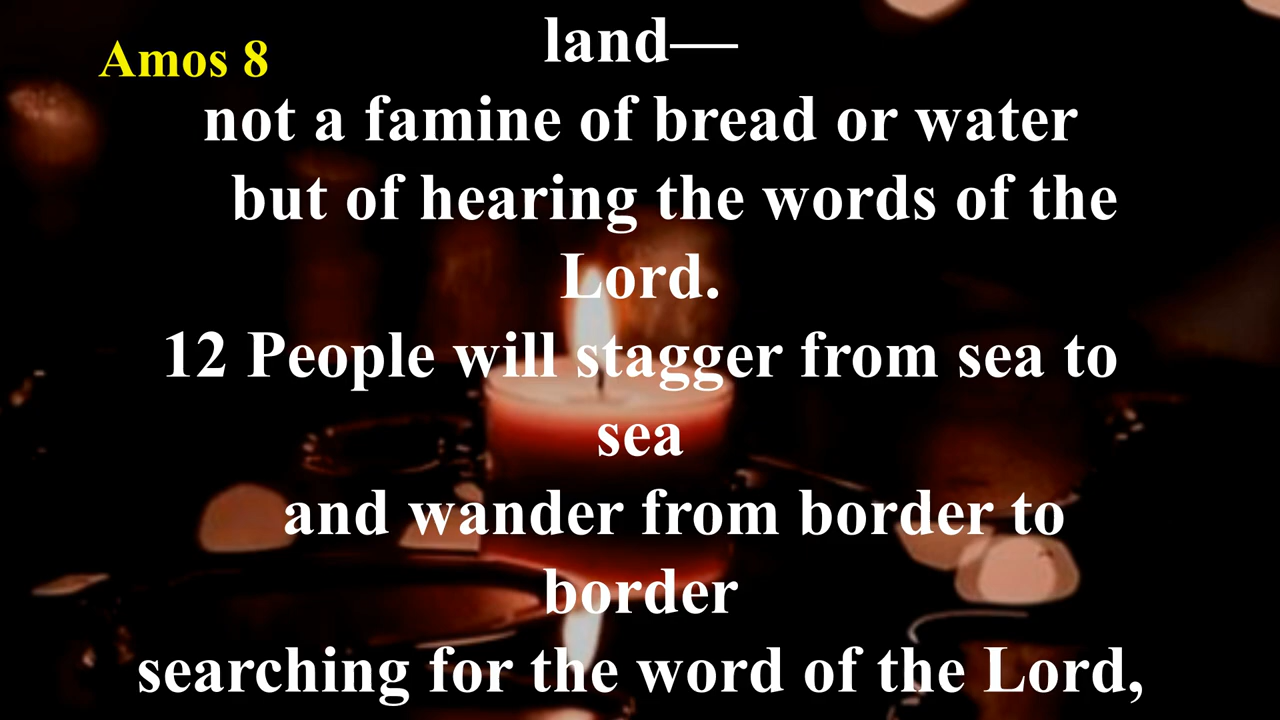 Amos 8
land—
not a famine of bread or water
but of hearing the words of the
Lord.
12 People will stagger from sea to
sea
and wander from border to
border
searching for the word of the Lord,